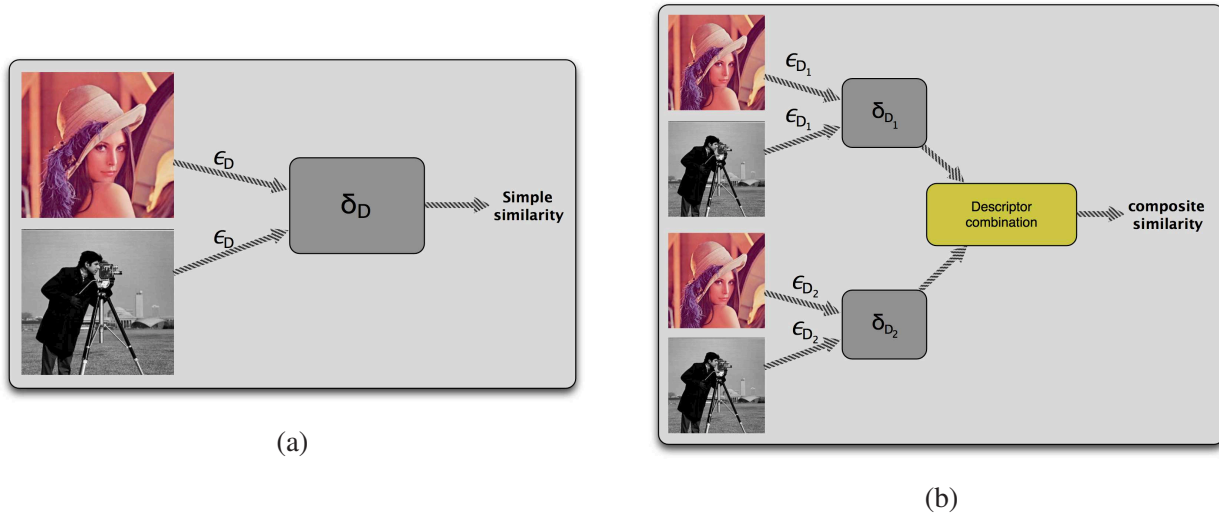 ϵD
ϵD
δD
Simple
similarity
(a)
ϵD1
ϵD1
δD1
Descriptor
combination
composite
similarity
ϵD2
ϵD2
δD2
(b)